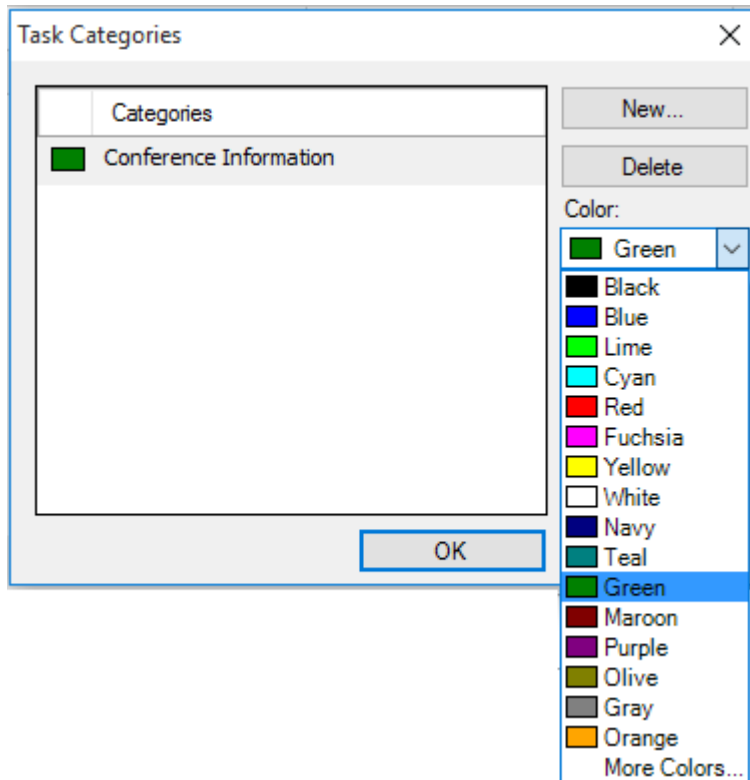 Task Categories
Categories
Conference Information
New...
Delete
Color:
Green
Black
Blue
Lime
Cyan
Red
Fuchsia
Yellow
White
Navy
Teal
Green
Maroon
Purple
Olive
Gray
Orange
More Colors...
OK